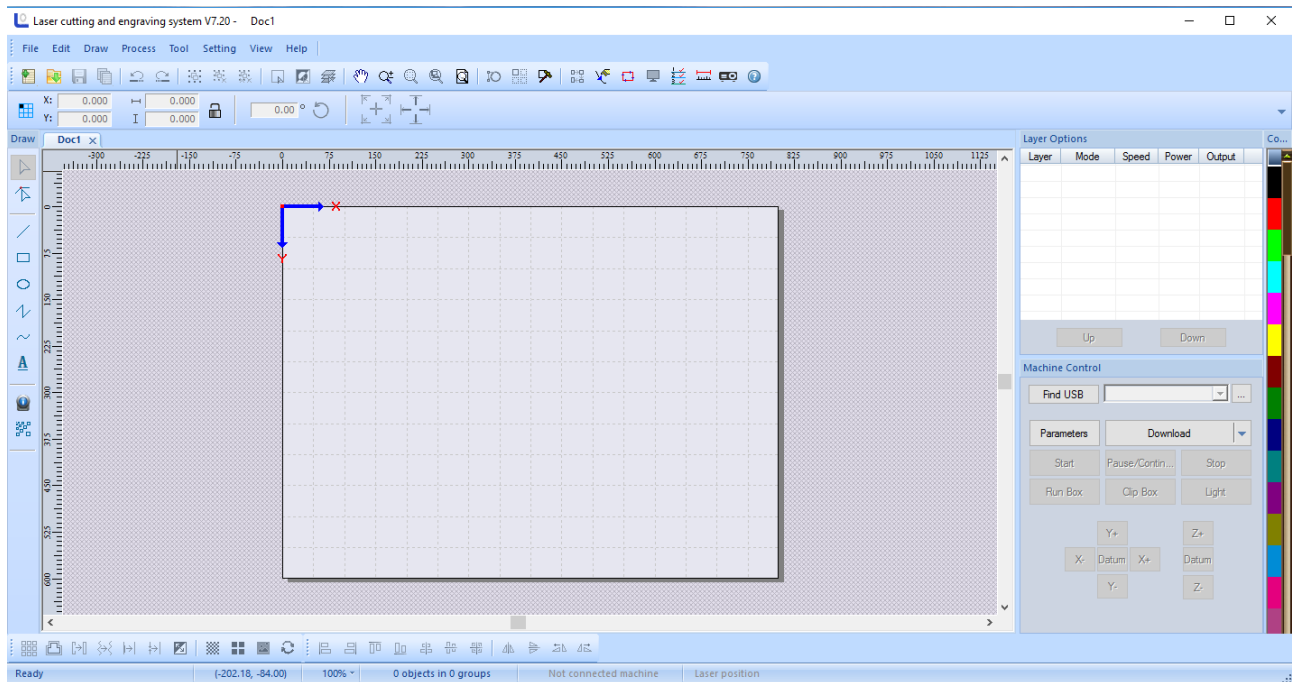 Laser cutting and engraving system V7.20 - Doc1
File Edit Draw Process Tool Setting View Help
X: 0.000 0.000
Y: 0.000 0.000
0.00 °
Draw Doc1 Layer Options Co...
-300 -225 -150 -75 0 75 150 225 300 375 450 525 600 675 750 825 900 975 1050 1125
Layer Mode Speed Power Output
0
75
150
225
300
375
450
525
600
X
Y
A
Up Down
Machine Control
Find USB ...
Parameters Download
Start Pause/Contin... Stop
Run Box Clip Box Light
Y+ Z+
X- Datum X+ Datum
Y- Z-
Ready (-202.18, -84.00) 100% 0 objects in 0 groups Not connected machine Laser position